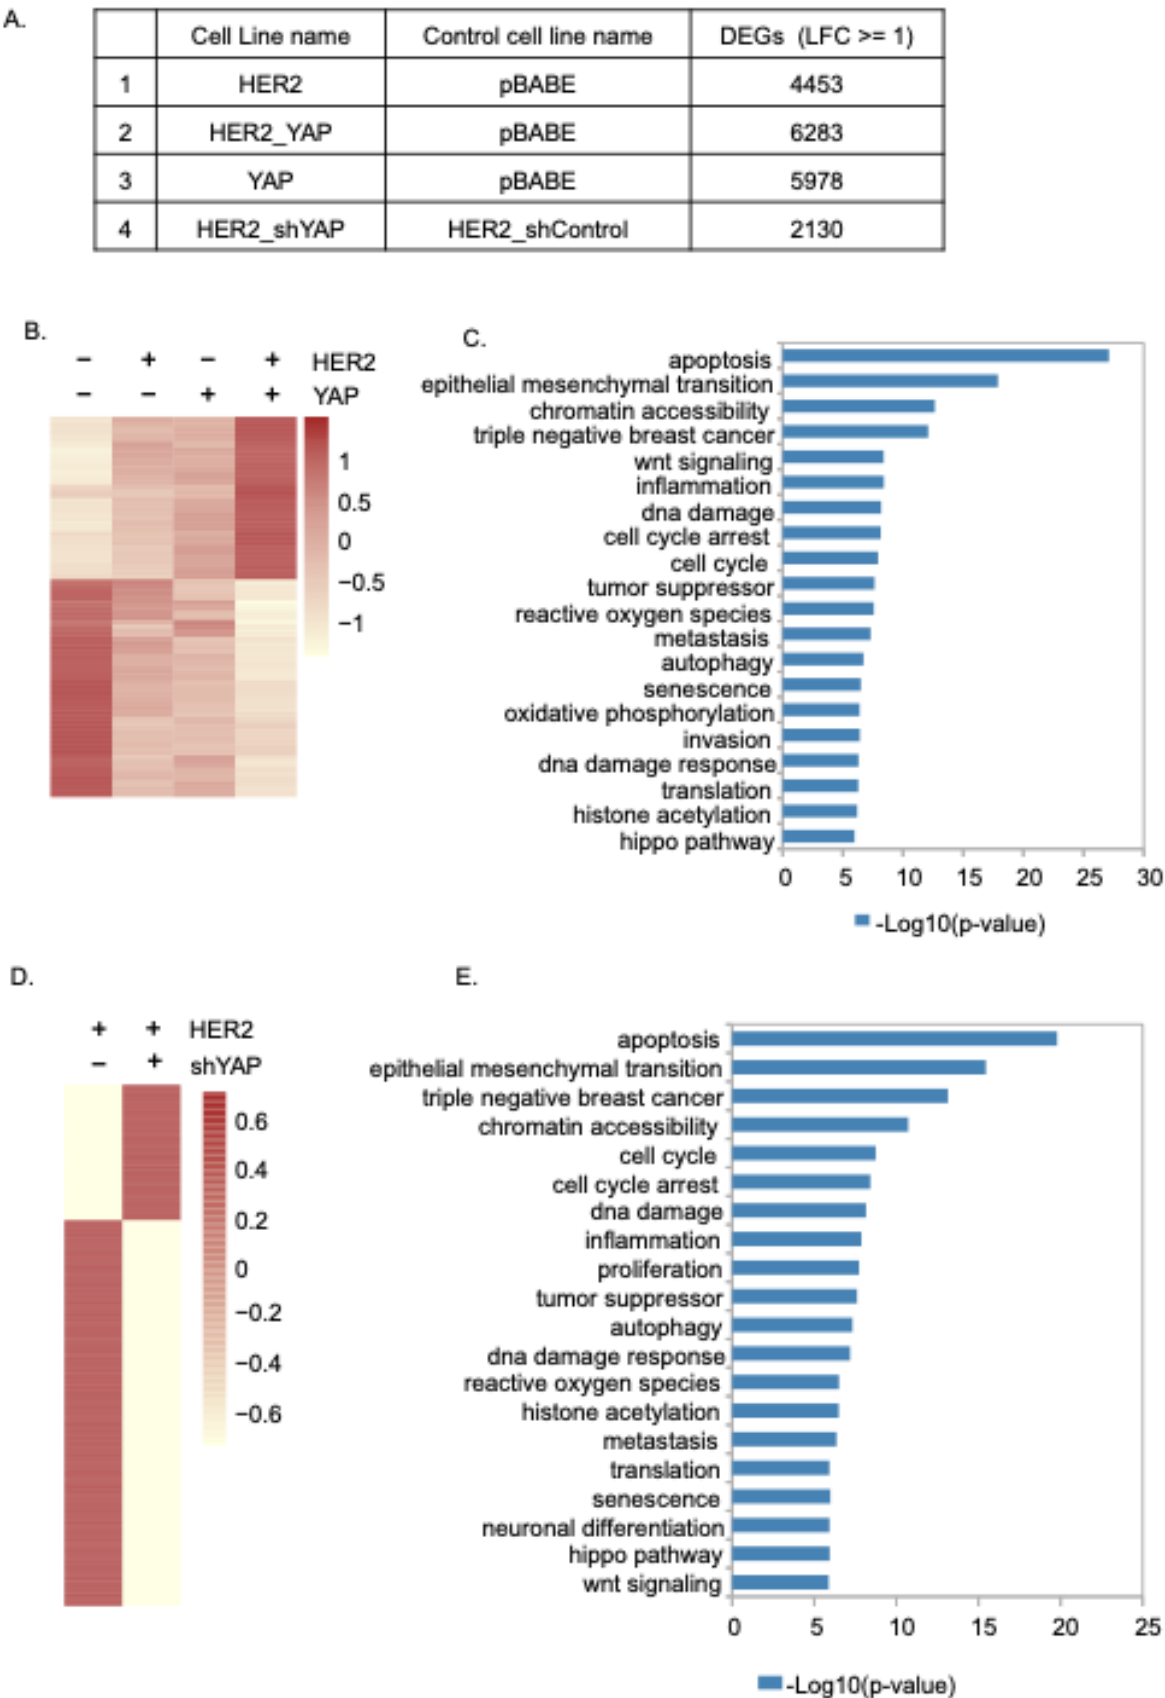 A.
Cell Line name Control cell line name DEGs (LFC >= 1)
1 HER2 pBABE 4453
2 HER2_YAP pBABE 6283
3 YAP pBABE 5978
4 HER2_shYAP HER2_shControl 2130
B.
− + − + HER2
− − + + YAP
1
0.5
0
−0.5
−1
C.
apoptosis
epithelial mesenchymal transition
chromatin accessibility
triple negative breast cancer
wnt signaling
inflammation
dna damage
cell cycle arrest
cell cycle
tumor suppressor
reactive oxygen species
metastasis
autophagy
senescence
oxidative phosphorylation
invasion
dna damage response
translation
histone acetylation
hippo pathway
0 5 10 15 20 25 30
-Log10(p-value)
D.
+ + HER2
− + shYAP
0.6
0.4
0.2
0
−0.2
−0.4
−0.6
E.
apoptosis
epithelial mesenchymal transition
triple negative breast cancer
chromatin accessibility
cell cycle
cell cycle arrest
dna damage
inflammation
proliferation
tumor suppressor
autophagy
dna damage response
reactive oxygen species
histone acetylation
metastasis
translation
senescence
neuronal differentiation
hippo pathway
wnt signaling
0 5 10 15 20 25
-Log10(p-value)